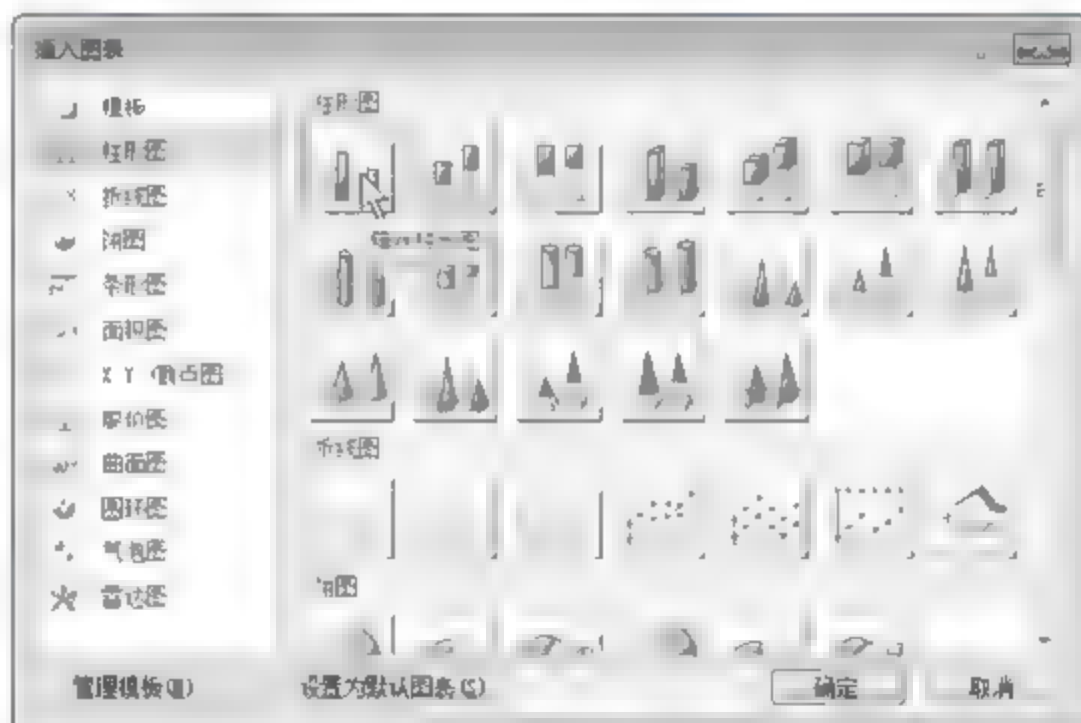 插入图表
模板
柱形图
折线图
饼图
条形图
面积图
X Y (散点图
股价图
曲面图
圆环图
气泡图
雷达图
柱形图
折线图
饼图
管理模板(M)
设置为默认图表(S)
确定
取消